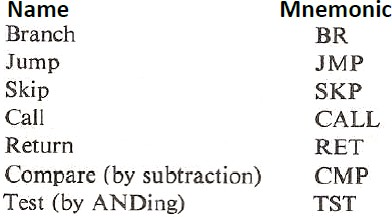 Name Mnemonic
Branch BR
Jump JMP
Skip SKP
Call CALL
Return RET
Compare (by subtraction) CMP
Test (by ANDing) TST